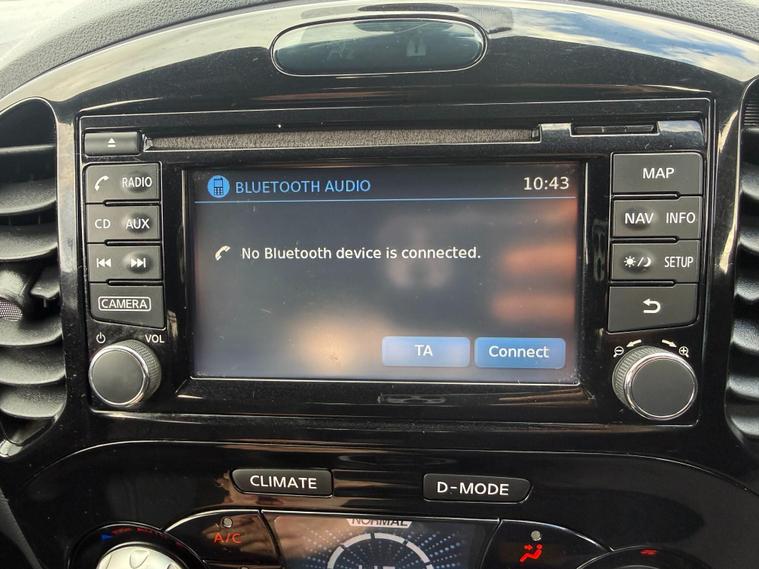 RADIO
CD AUX
CAMERA
VOL
BLUETOOTH AUDIO 10:43
No Bluetooth device is connected.
TA Connect
MAP
NAV INFO
SETUP
CLIMATE D-MODE
A/C
NORMAL